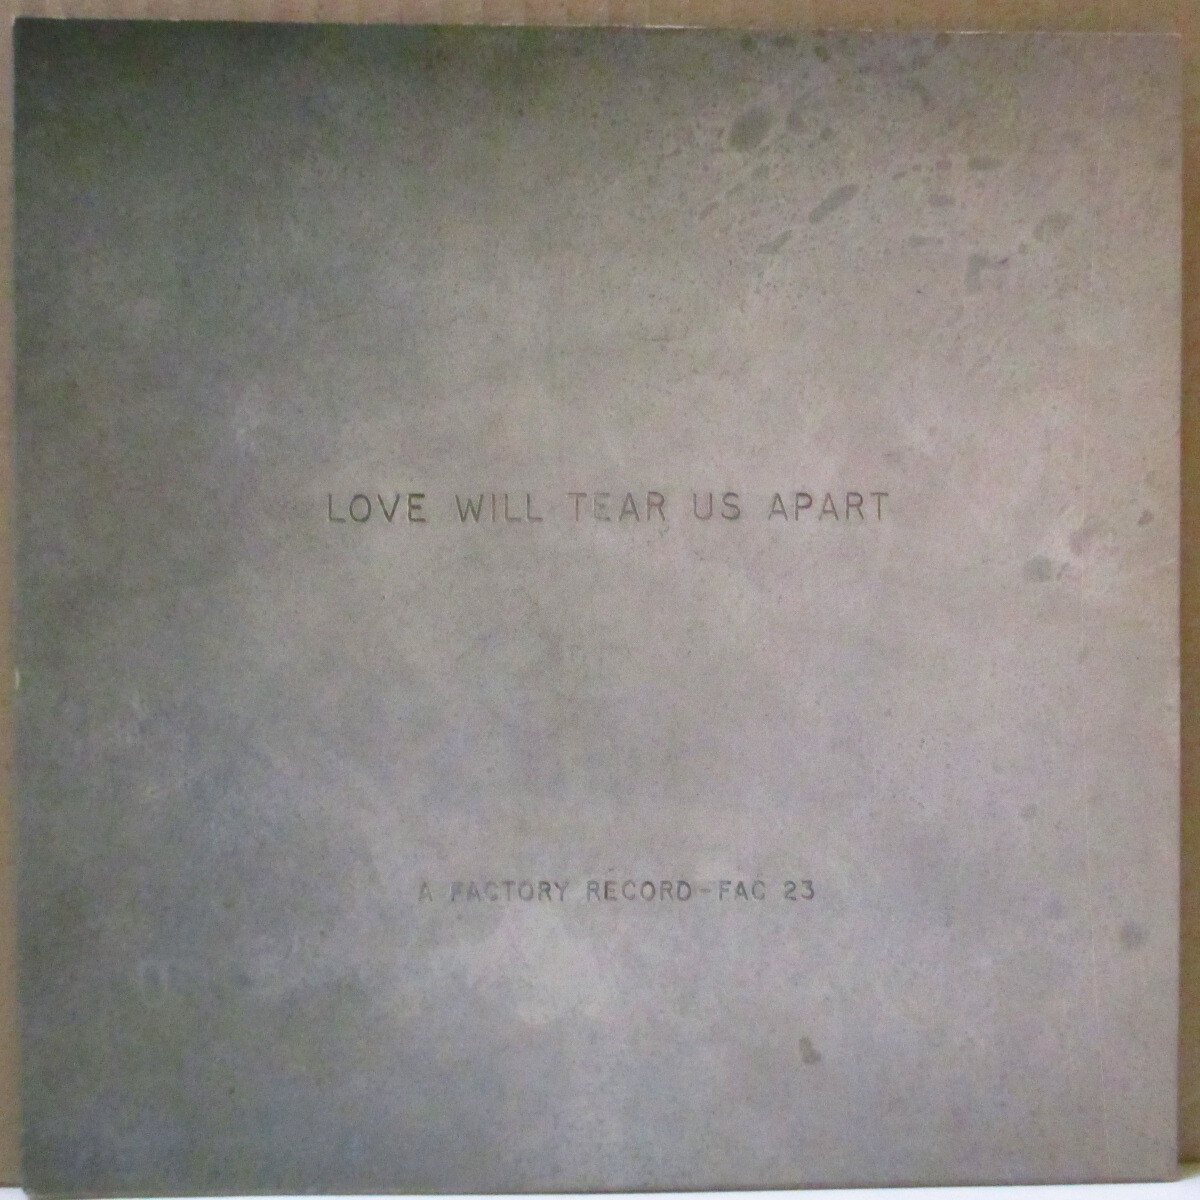 LOVE WILL TEAR US APART
A FACTORY RECORD-FAC 23